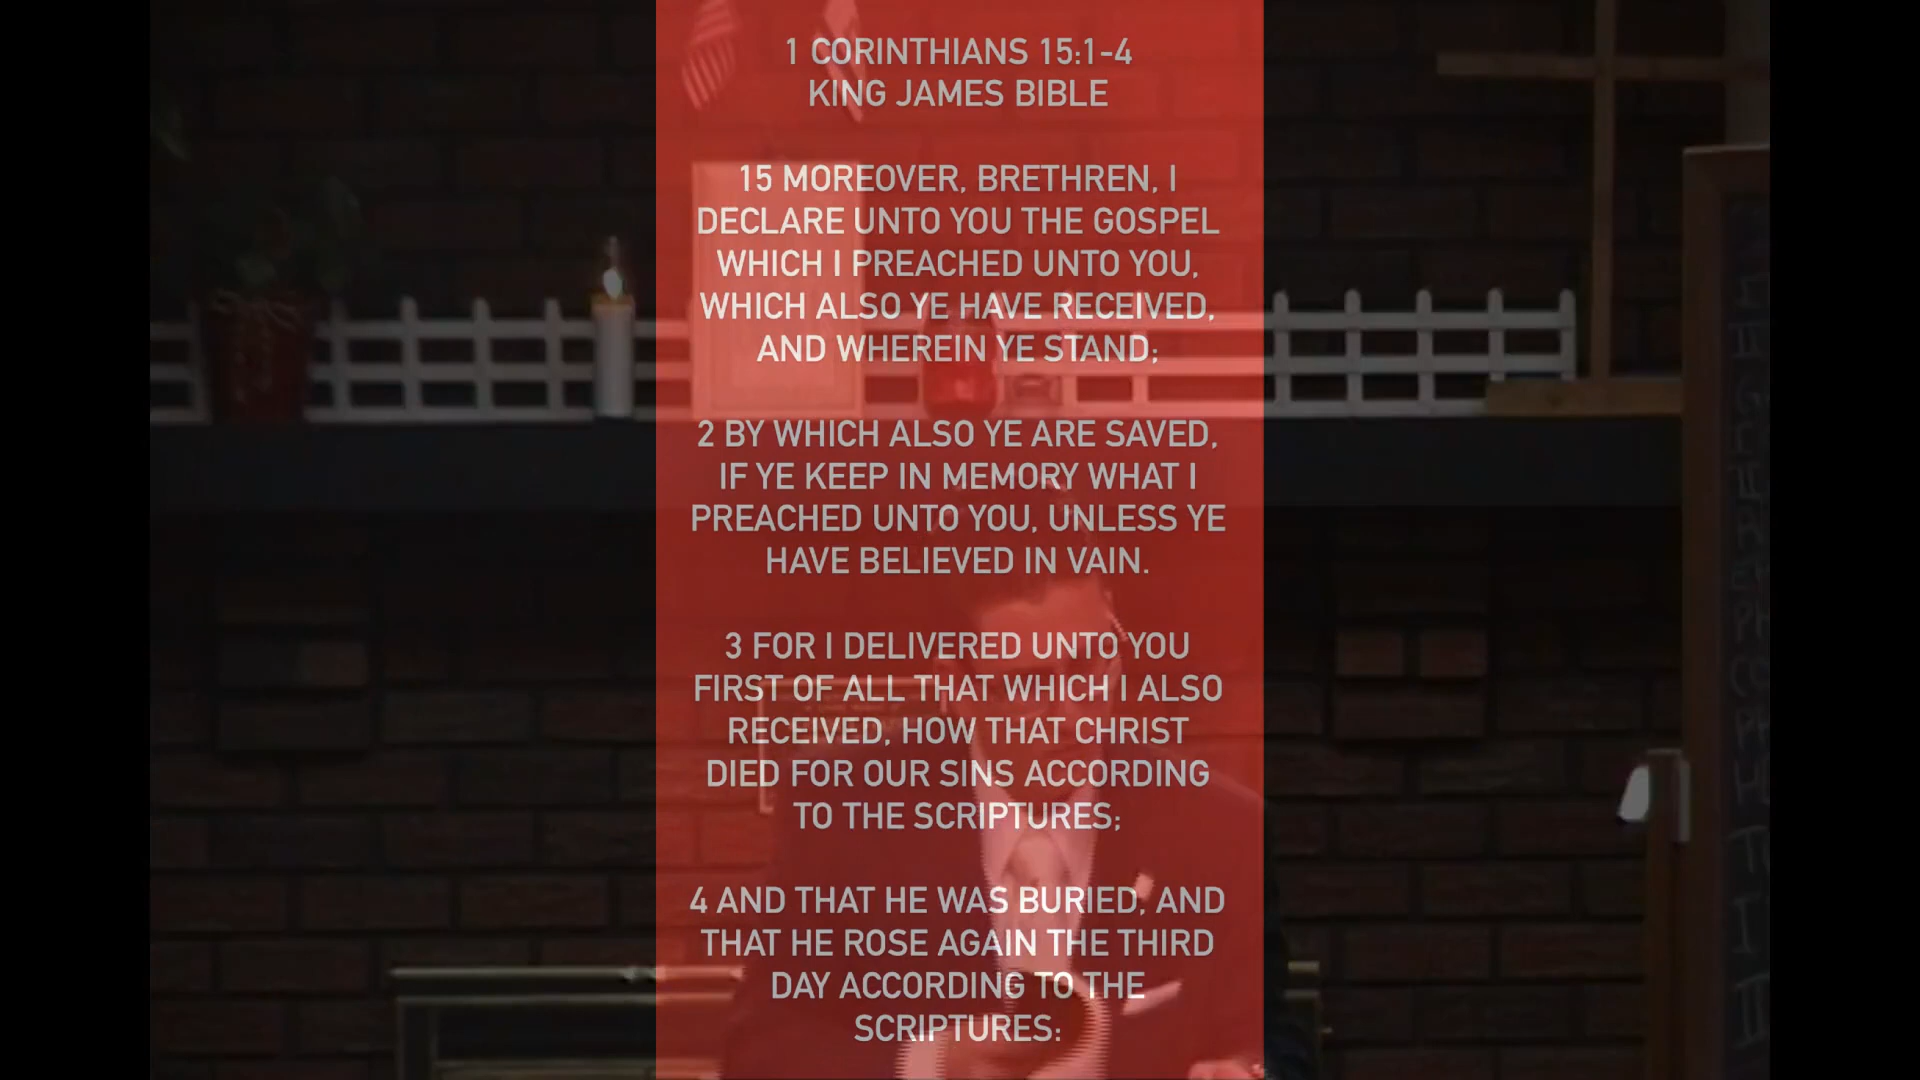 1 CORINTHIANS 15:1-4
KING JAMES BIBLE
15 MOREOVER, BRETHREN, I
DECLARE UNTO YOU THE GOSPEL
WHICH I PREACHED UNTO YOU,
WHICH ALSO YE HAVE RECEIVED,
AND WHEREIN YE STAND;
2 BY WHICH ALSO YE ARE SAVED,
IF YE KEEP IN MEMORY WHAT I
PREACHED UNTO YOU, UNLESS YE
HAVE BELIEVED IN VAIN.
3 FOR I DELIVERED UNTO YOU
FIRST OF ALL THAT WHICH I ALSO
RECEIVED, HOW THAT CHRIST
DIED FOR OUR SINS ACCORDING
TO THE SCRIPTURES;
4 AND THAT HE WAS BURIED, AND
THAT HE ROSE AGAIN THE THIRD
DAY ACCORDING TO THE
SCRIPTURES: